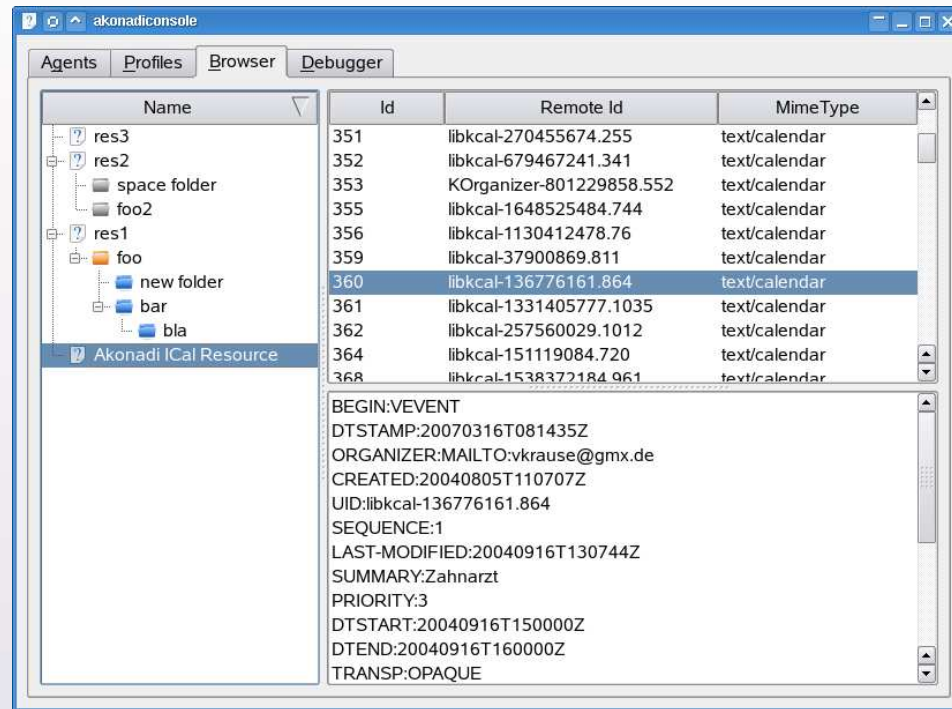 akonadiconsole
Agents Profiles Browser Debugger
Name
res3
res2
space folder
foo2
res1
foo
new folder
bar
bla
Akonadi ICal Resource
Id Remote Id MimeType
351 libkcal-270455674.255 text/calendar
352 libkcal-679467241.341 text/calendar
353 KOrganizer-801229858.552 text/calendar
355 libkcal-1648525484.744 text/calendar
356 libkcal-1130412478.76 text/calendar
359 libkcal-37900869.811 text/calendar
360 libkcal-136776161.864 text/calendar
361 libkcal-1331405777.1035 text/calendar
362 libkcal-257560029.1012 text/calendar
364 libkcal-151119084.720 text/calendar
368 libkcal-1538372184.961 text/calendar
BEGIN:VEVENT
DTSTAMP:20070316T081435Z
ORGANIZER:MAILTO:vkrause@gmx.de
CREATED:20040805T110707Z
UID:libkcal-136776161.864
SEQUENCE:1
LAST-MODIFIED:20040916T130744Z
SUMMARY:Zahnarzt
PRIORITY:3
DTSTART:20040916T150000Z
DTEND:20040916T160000Z
TRANSP:OPAQUE